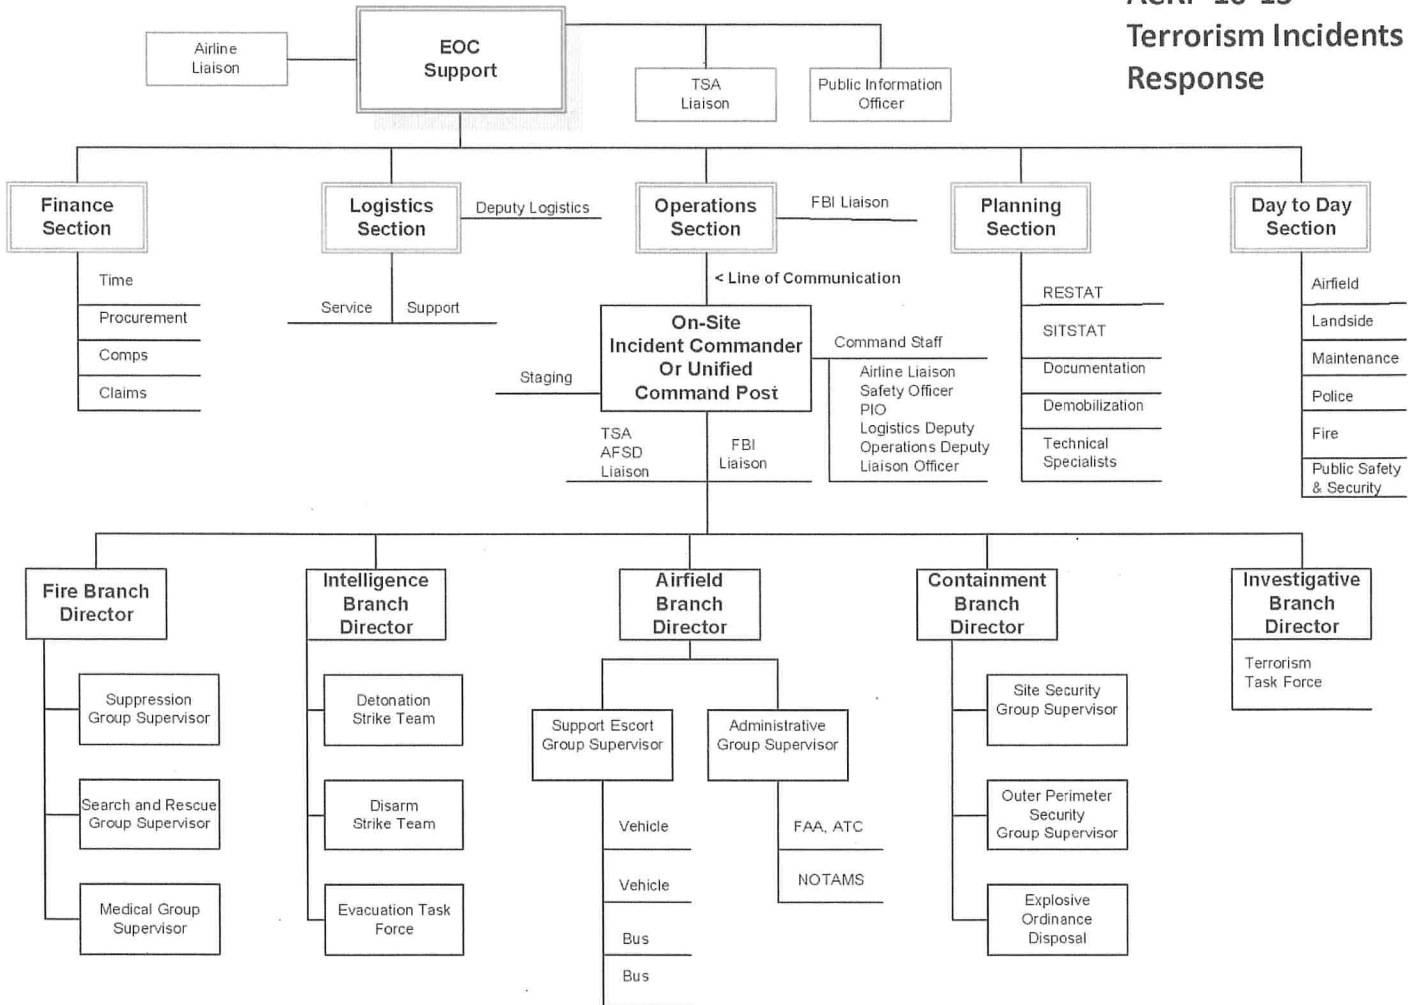 Terrorism Incidents
Response
EOC
Support
Airline
Liaison
TSA
Liaison
Public Information
Officer
Finance
Section
Time
Procurement
Comps
Claims
Logistics
Section
Deputy Logistics
Service
Support
Operations
Section
FBI Liaison
< Line of Communication
Planning
Section
RESTAT
SITSTAT
Documentation
Demobilization
Technical
Specialists
Day to Day
Section
Airfield
Landside
Maintenance
Police
Fire
Public Safety
& Security
On-Site
Incident Commander
Or Unified
Command Post
Staging
Command Staff
Airline Liaison
Safety Officer
PIO
Logistics Deputy
Operations Deputy
Liaison Officer
TSA
AFSD
Liaison
FBI
Liaison
Fire Branch
Director
Suppression
Group Supervisor
Search and Rescue
Group Supervisor
Medical Group
Supervisor
Intelligence
Branch
Director
Detonation
Strike Team
Disarm
Strike Team
Evacuation Task
Force
Airfield
Branch
Director
Support Escort
Group Supervisor
Vehicle
Vehicle
Bus
Bus
Administrative
Group Supervisor
FAA, ATC
NOTAMS
Containment
Branch
Director
Site Security
Group Supervisor
Outer Perimeter
Security
Group Supervisor
Explosive
Ordinance
Disposal
Investigative
Branch
Director
Terrorism
Task Force